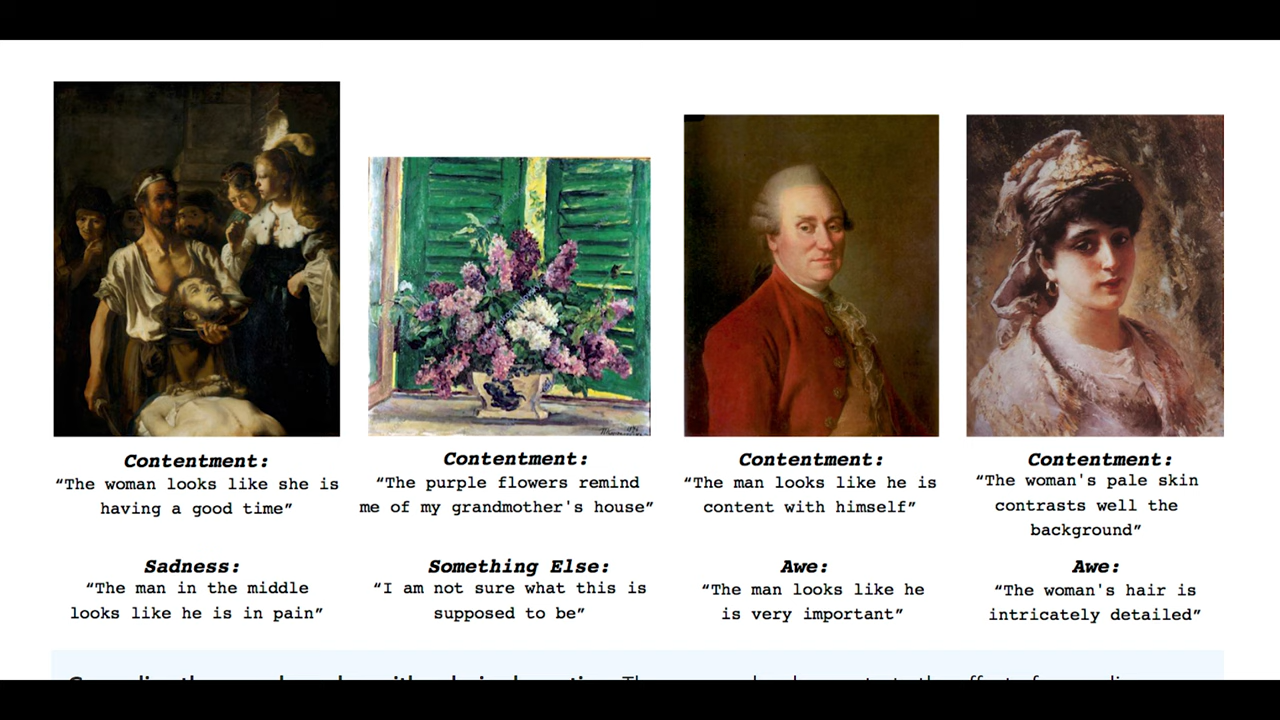 Contentment:
“The woman looks like she is
having a good time”
Sadness:
“The man in the middle
looks like he is in pain”
Contentment:
“The purple flowers remind
me of my grandmother's house”
Something Else:
“I am not sure what this is
supposed to be”
Contentment:
“The man looks like he is
content with himself”
Awe:
“The man looks like he
is very important”
Contentment:
“The woman's pale skin
contrasts well the
background”
Awe:
“The woman's hair is
intricately detailed”